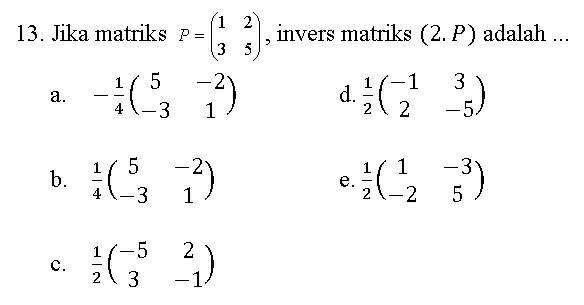 13. Jika matriks P = (1 2 3 5), invers matriks (2. P) adalah ...
a. −1/4 (5 −2 −3 1)
d. 1/2 (−1 3 2 −5)
b. 1/4 (5 −2 −3 1)
e. 1/2 (1 −3 −2 5)
c. 1/2 (−5 2 3 −1)